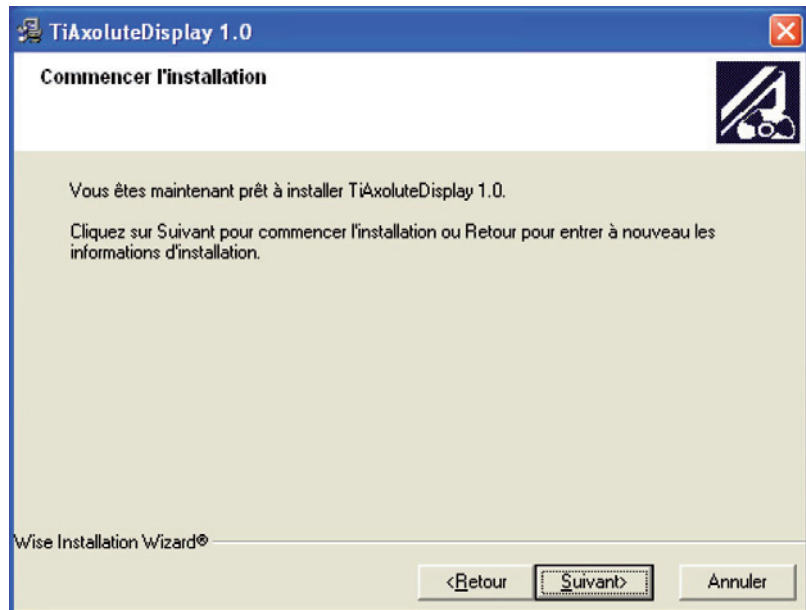 TiAxoluteDisplay 1.0
Commencer l'installation
Vous êtes maintenant prêt à installer TiAxoluteDisplay 1.0.
Cliquez sur Suivant pour commencer l'installation ou Retour pour entrer à nouveau les
informations d'installation.
Wise Installation Wizard®
<Retour Suivant> Annuler